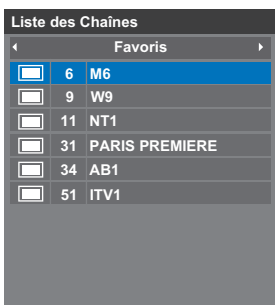 Liste des Chaînes
Favoris
6 M6
9 W9
11 NT1
31 PARIS PREMIERE
34 AB1
51 ITV1